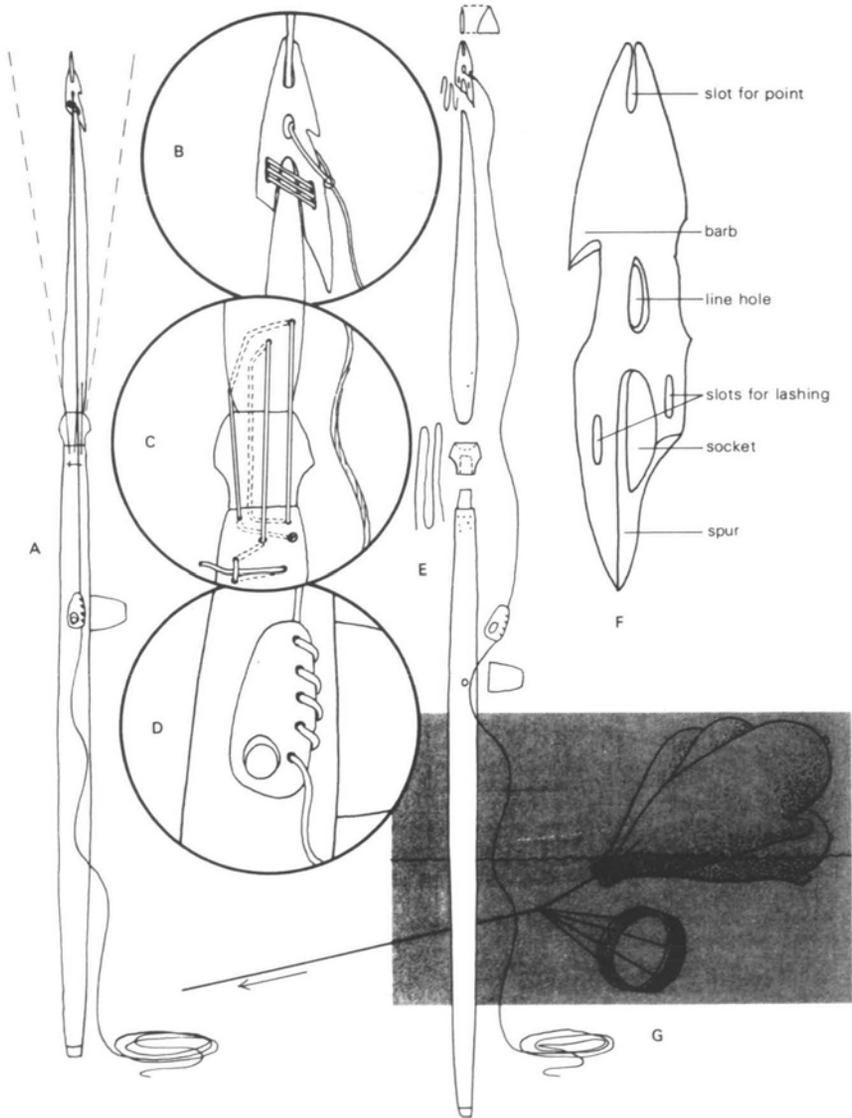 B
slot for point
barb
line hole
C
slots for lashing
socket
A
E
spur
F
D
G